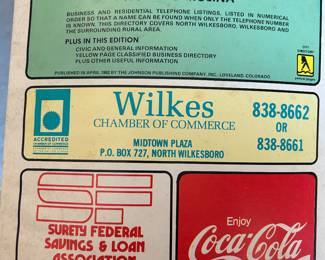 BUSINESS AND RESIDENTIAL TELEPHONE LISTINGS, LISTED IN NUMERICAL
ORDER SO THAT A NAME CAN BE FOUND WHEN ONLY THE TELEPHONE NUMBER
IS KNOWN. THIS DIRECTORY COVERS NORTH WILKESBORO, WILKESBORO AND
THE SURROUNDING RURAL AREA.
PLUS IN THIS EDITION
CIVIC AND GENERAL INFORMATION
YELLOW PAGE CLASSIFIED BUSINESS DIRECTORY
PLUS OTHER USEFUL INFORMATION
CITY
DIRECTORY
PUBLISHED IN APRIL, 1982 BY THE JOHNSON PUBLISHING COMPANY, INC., LOVELAND, COLORADO
ACCREDITED
CHAMBER OF COMMERCE
Wilkes
CHAMBER OF COMMERCE
838-8662
OR
838-8661
MIDTOWN PLAZA
P.O. BOX 727, NORTH WILKESBORO
SF
SURETY FEDERAL
SAVINGS & LOAN
ASSOCIATION
Enjoy
Coca-Cola